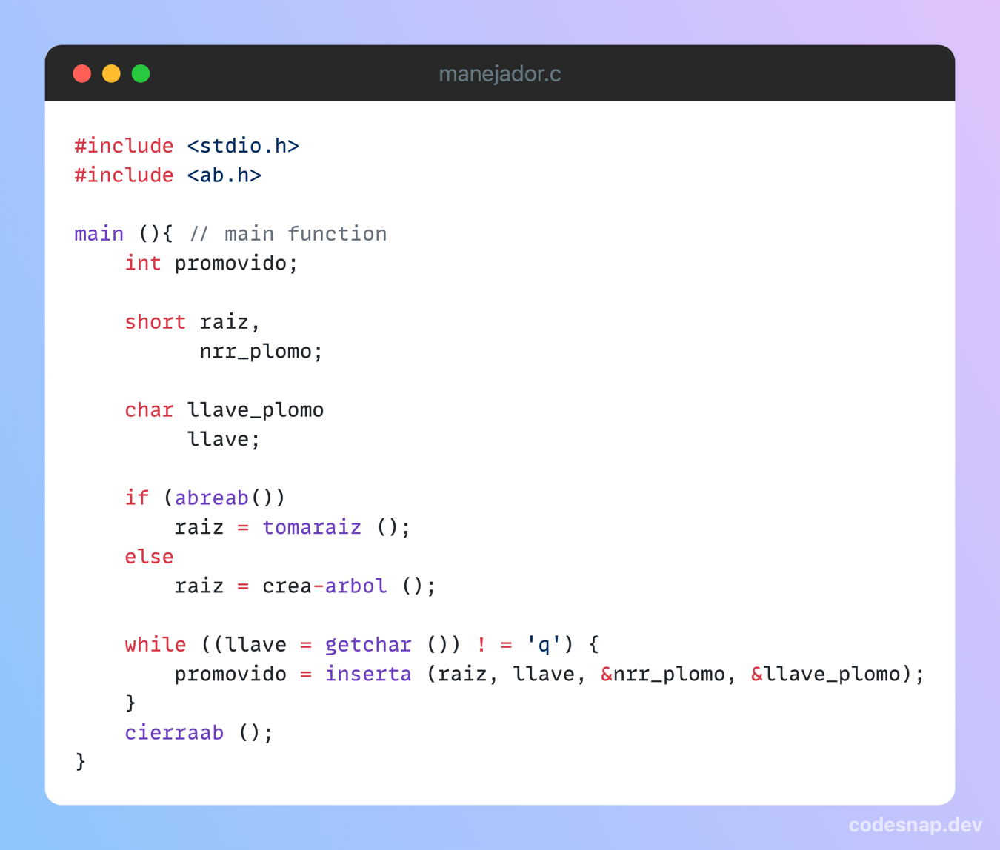 manejador.c
#include <stdio.h>
#include <ab.h>
main (){ // main function
int promovido;
short raiz,
nrr_plomo;
char llave_plomo
llave;
if (abreab())
raiz = tomaraiz ();
else
raiz = crea-arbol ();
while ((llave = getchar ()) ! = 'q') {
promovido = inserta (raiz, llave, &nrr_plomo, &llave_plomo);
}
cierraab ();
}
codesnap.dev